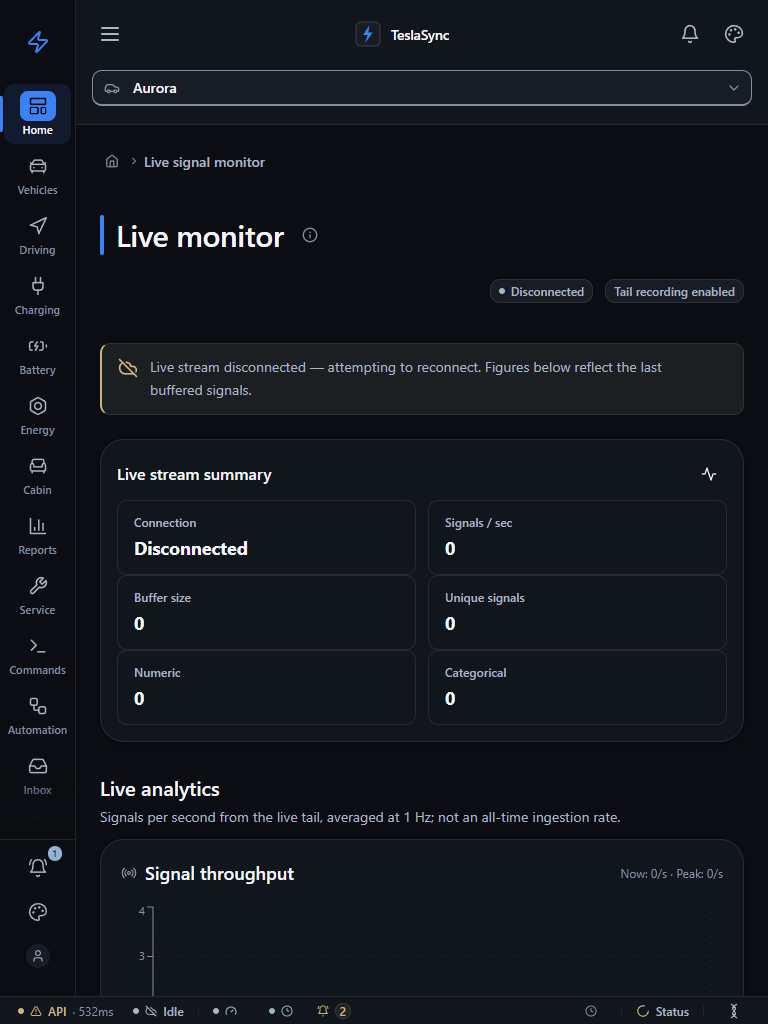 TeslaSync
Aurora
Home
Vehicles
Driving
Charging
Battery
Energy
Cabin
Reports
Service
Commands
Automation
Inbox
1
Live signal monitor
Live monitor
Disconnected
Tail recording enabled
Live stream disconnected — attempting to reconnect. Figures below reflect the last
buffered signals.
Live stream summary
Connection
Disconnected
Signals / sec
0
Buffer size
0
Unique signals
0
Numeric
0
Categorical
0
Live analytics
Signals per second from the live tail, averaged at 1 Hz; not an all-time ingestion rate.
Signal throughput
Now: 0/s · Peak: 0/s
4
3
API · 532ms
Idle
2
Status